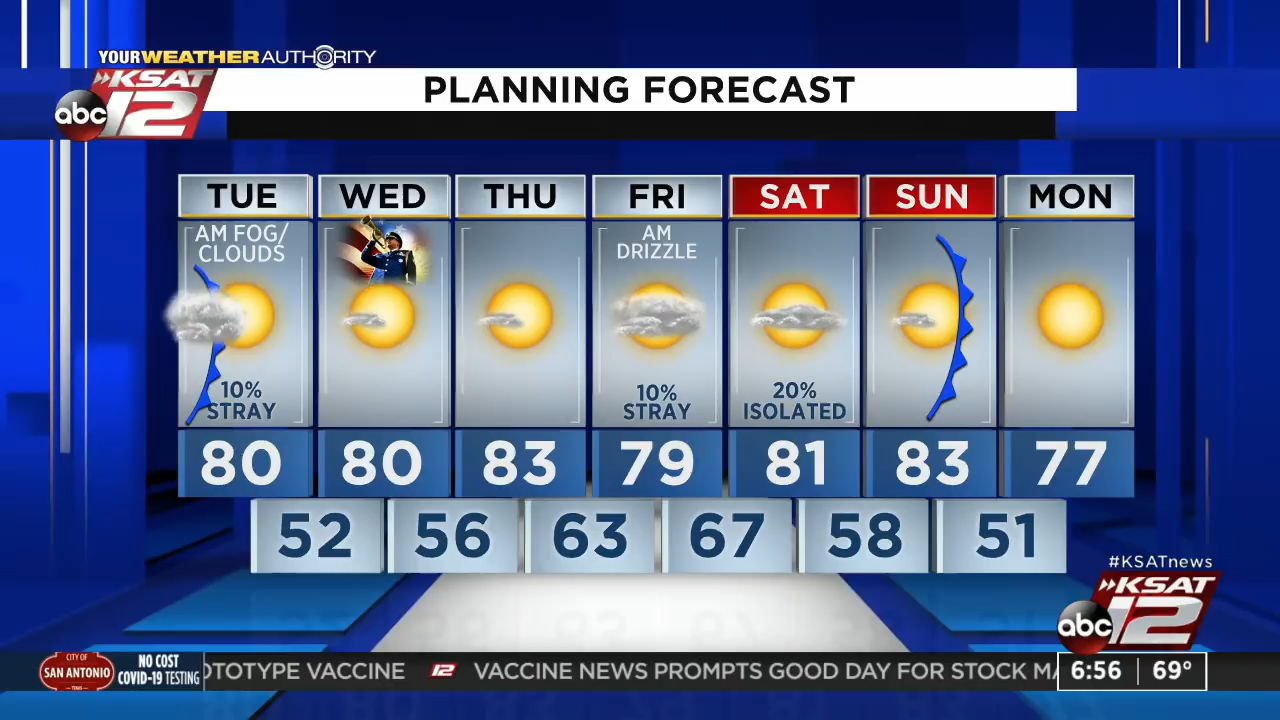 YOURWEATHERAUTHORITY
KSAT
abc 12
PLANNING FORECAST
TUE WED THU FRI SAT SUN MON
AM FOG/
CLOUDS
AM
DRIZZLE
10%
STRAY
10%
STRAY
20%
ISOLATED
80 80 83 79 81 83 77
52 56 63 67 58 51
#KSATnews
KSAT
abc 12
CITY OF
SAN ANTONIO
TEXAS
NO COST
COVID-19 TESTING
OTOTYPE VACCINE 12 VACCINE NEWS PROMPTS GOOD DAY FOR STOCK MA
6:56 69°